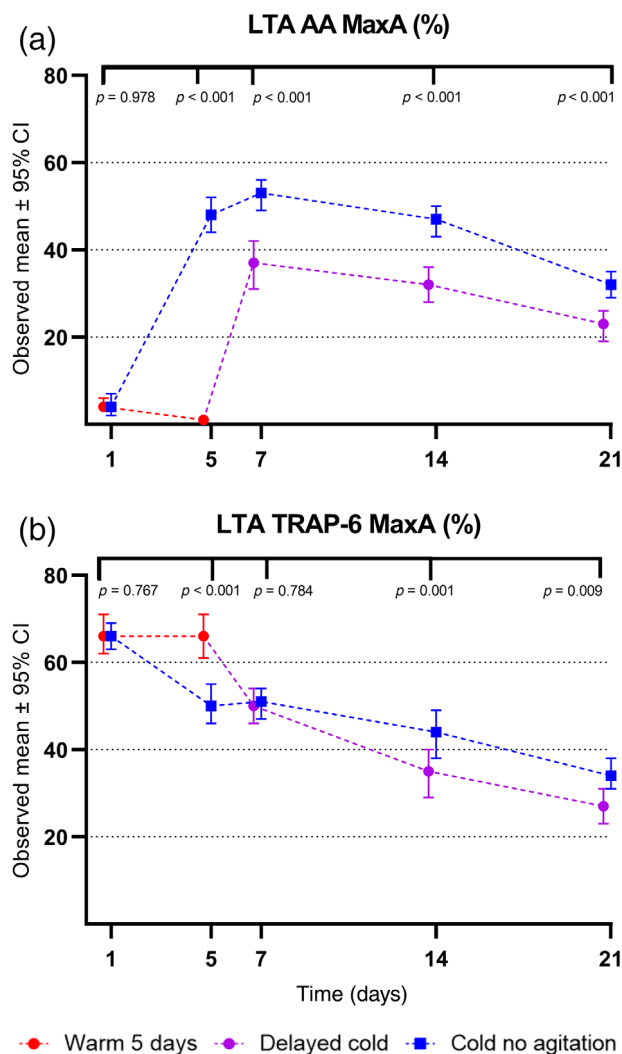 (a)
LTA AA MaxA (%)
Observed mean ± 95% CI
80
60
40
20
p = 0.978 p < 0.001 p < 0.001 p < 0.001 p < 0.001
1 5 7 14 21
(b)
LTA TRAP-6 MaxA (%)
Observed mean ± 95% CI
80
60
40
20
p = 0.767 p < 0.001 p = 0.784 p = 0.001 p = 0.009
1 5 7 14 21
Time (days)
Warm 5 days Delayed cold Cold no agitation